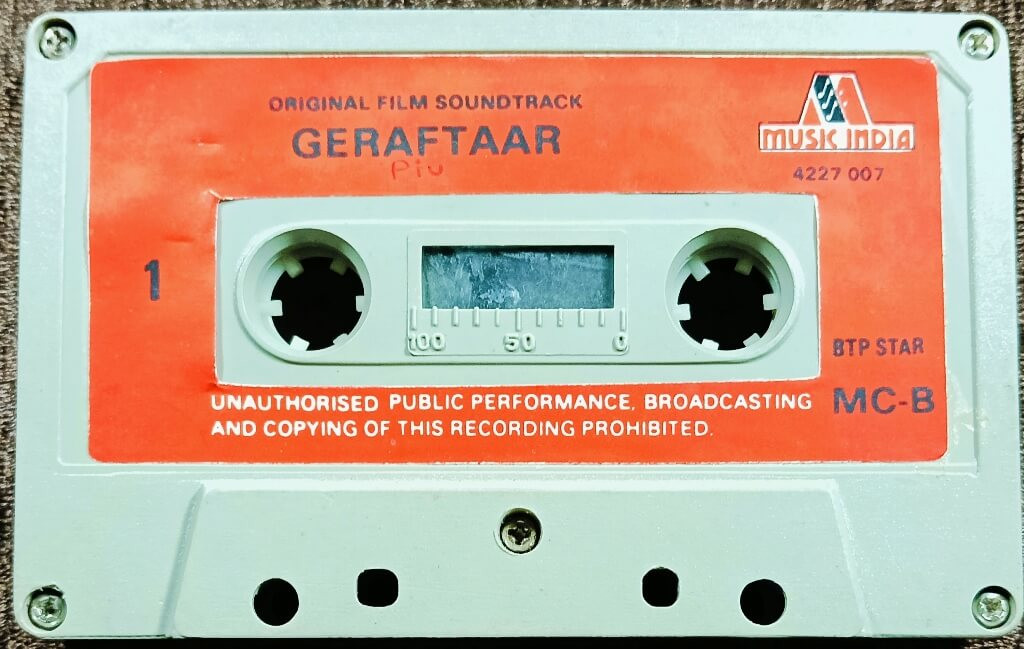 ORIGINAL FILM SOUNDTRACK
GERAFTAAR
Piu
MUSIC INDIA
4227 007
1
100 50 0
BTP STAR
MC-B
UNAUTHORISED PUBLIC PERFORMANCE, BROADCASTING
AND COPYING OF THIS RECORDING PROHIBITED.